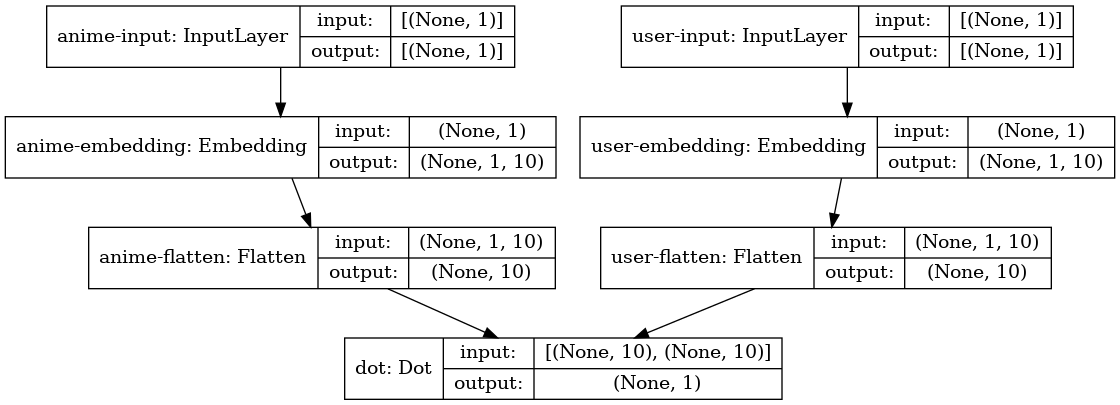 anime-input: InputLayer
input:
[(None, 1)]
output:
[(None, 1)]
user-input: InputLayer
input:
[(None, 1)]
output:
[(None, 1)]
anime-embedding: Embedding
input:
(None, 1)
output:
(None, 1, 10)
user-embedding: Embedding
input:
(None, 1)
output:
(None, 1, 10)
anime-flatten: Flatten
input:
(None, 1, 10)
output:
(None, 10)
user-flatten: Flatten
input:
(None, 1, 10)
output:
(None, 10)
dot: Dot
input:
[(None, 10), (None, 10)]
output:
(None, 1)